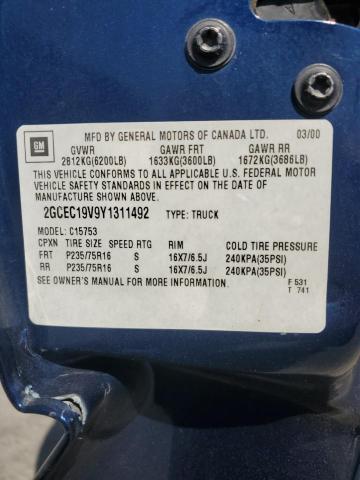 GM
MFD BY GENERAL MOTORS OF CANADA LTD. 03/00
GVWR GAWR FRT GAWR RR
2812KG(6200LB) 1633KG(3600LB) 1672KG(3686LB)
THIS VEHICLE CONFORMS TO ALL APPLICABLE U.S. FEDERAL MOTOR
VEHICLE SAFETY STANDARDS IN EFFECT ON THE DATE OF
MANUFACTURE SHOWN ABOVE.
2GCEC19V9Y1311492 TYPE: TRUCK
MODEL: C15753
CPXN TIRE SIZE SPEED RTG RIM COLD TIRE PRESSURE
FRT P235/75R16 S 16X7/6.5J 240KPA(35PSI)
RR P235/75R16 S 16X7/6.5J 240KPA(35PSI)
SEE OWNER'S MANUAL FOR MORE INFORMATION. F 531
T 741